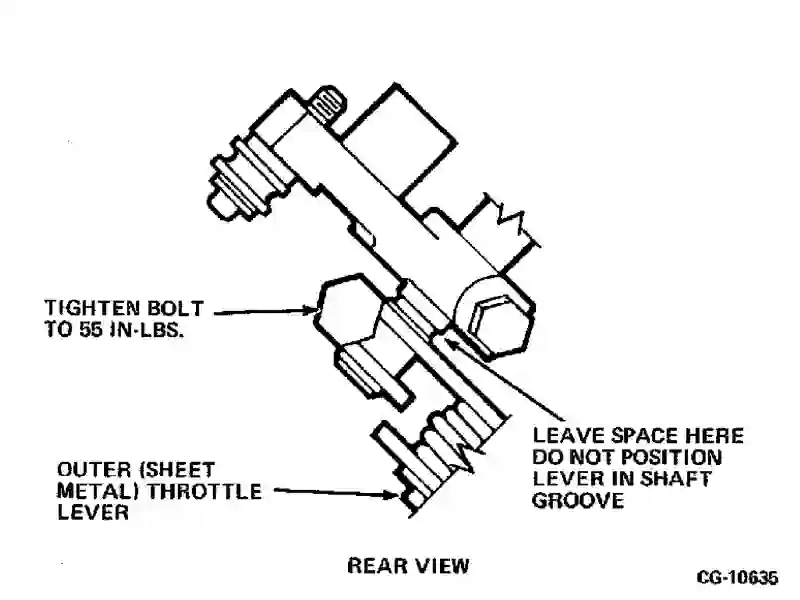 TIGHTEN BOLT
TO 55 IN-LBS.
LEAVE SPACE HERE
DO NOT POSITION
LEVER IN SHAFT
GROOVE
OUTER (SHEET
METAL) THROTTLE
LEVER
REAR VIEW
CG-10635